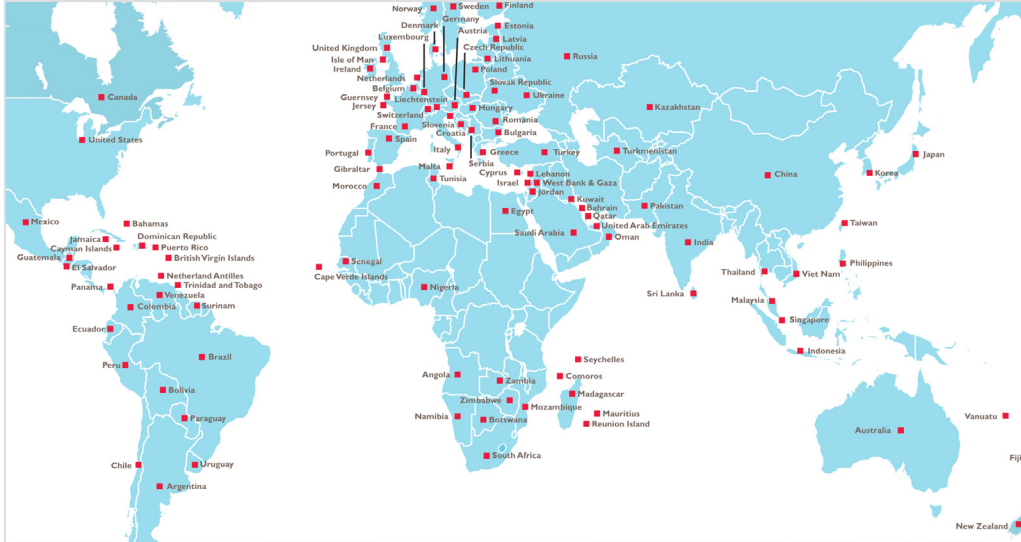 Norway
Sweden
Finland
Denmark
Germany
Estonia
Luxembourg
Austria
Latvia
United Kingdom
Czech Republic
Isle of Man
Lithuania
Russia
Ireland
Poland
Netherlands
Slovak Republic
Belgium
Ukraine
Guernsey
Liechtenstein
Canada
Jersey
Hungary
Kazakhstan
Switzerland
Romania
France
Slovenia
Croatia
Bulgaria
United States
Spain
Italy
Greece
Turkey
Turkmenistan
Portugal
Serbia
Japan
Gibraltar
Malta
Cyprus
Lebanon
Korea
China
Tunisia
Israel
West Bank & Gaza
Morocco
Jordan
Kuwait
Pakistan
Bahrain
Egypt
Qatar
Mexico
Bahamas
United Arab Emirates
Taiwan
Saudi Arabia
Oman
Dominican Republic
Jamaica
India
Cayman Islands
Puerto Rico
Guatemala
British Virgin Islands
Senegal
Philippines
El Salvador
Cape Verde Islands
Thailand
Viet Nam
Netherland Antilles
Panama
Trinidad and Tobago
Nigeria
Sri Lanka
Venezuela
Malaysia
Colombia
Surinam
Singapore
Ecuador
Indonesia
Brazil
Seychelles
Peru
Angola
Comoros
Zambia
Bolivia
Madagascar
Zimbabwe
Mozambique
Mauritius
Paraguay
Namibia
Botswana
Reunion Island
Vanuatu
Australia
South Africa
Fij
Chile
Uruguay
Argentina
New Zealand